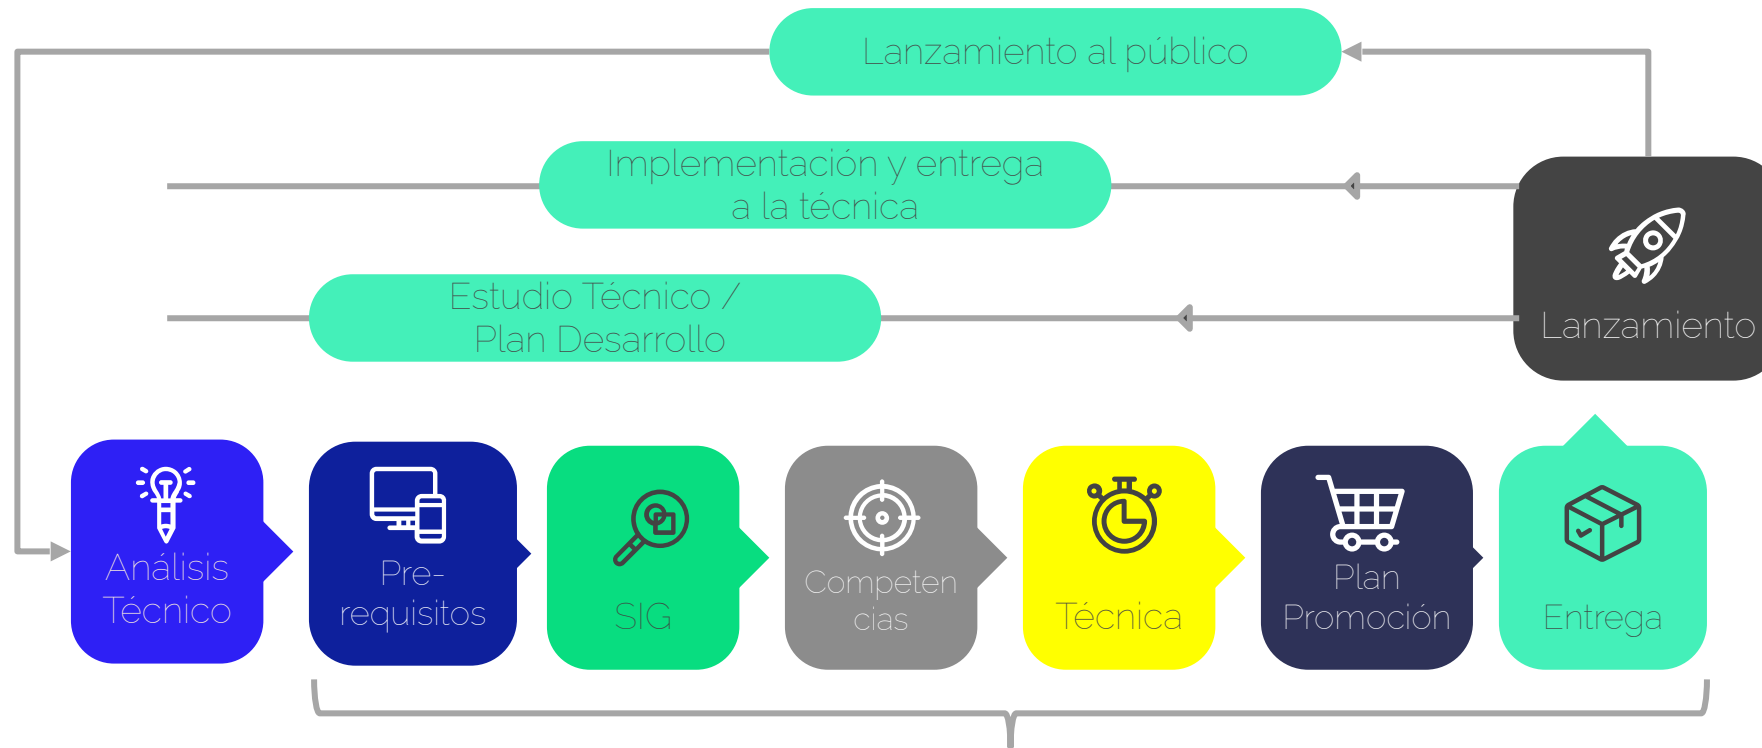 Lanzamiento al público
Implementación y entrega
a la técnica
Estudio Técnico /
Plan Desarrollo
Lanzamiento
Análisis
Técnico
Pre-
requisitos
SIG
Competen
cias
Técnica
Plan
Promoción
Entrega